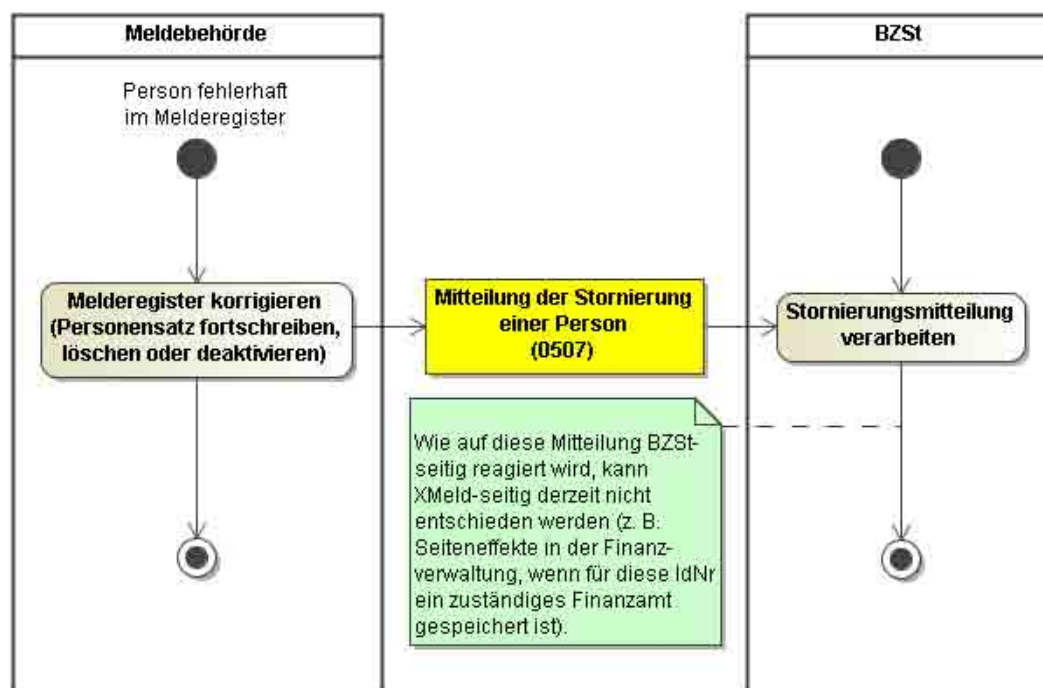 Meldebehörde
BZSt
Person fehlerhaft
im Melderegister
Melderegister korrigieren
(Personensatz fortschreiben,
löschen oder deaktivieren)
Mitteilung der Stornierung
einer Person
(0507)
Stornierungsmitteilung
verarbeiten
Wie auf diese Mitteilung BZSt-
seitig reagiert wird, kann
XMeld-seitig derzeit nicht
entschieden werden (z. B.
Seiteneffekte in der Finanz-
verwaltung, wenn für diese IdNr
ein zuständiges Finanzamt
gespeichert ist).